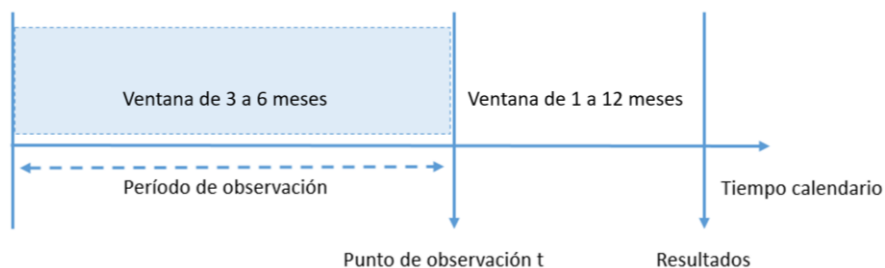 Ventana de 3 a 6 meses
Ventana de 1 a 12 meses
Período de observación
Tiempo calendario
Punto de observación t
Resultados